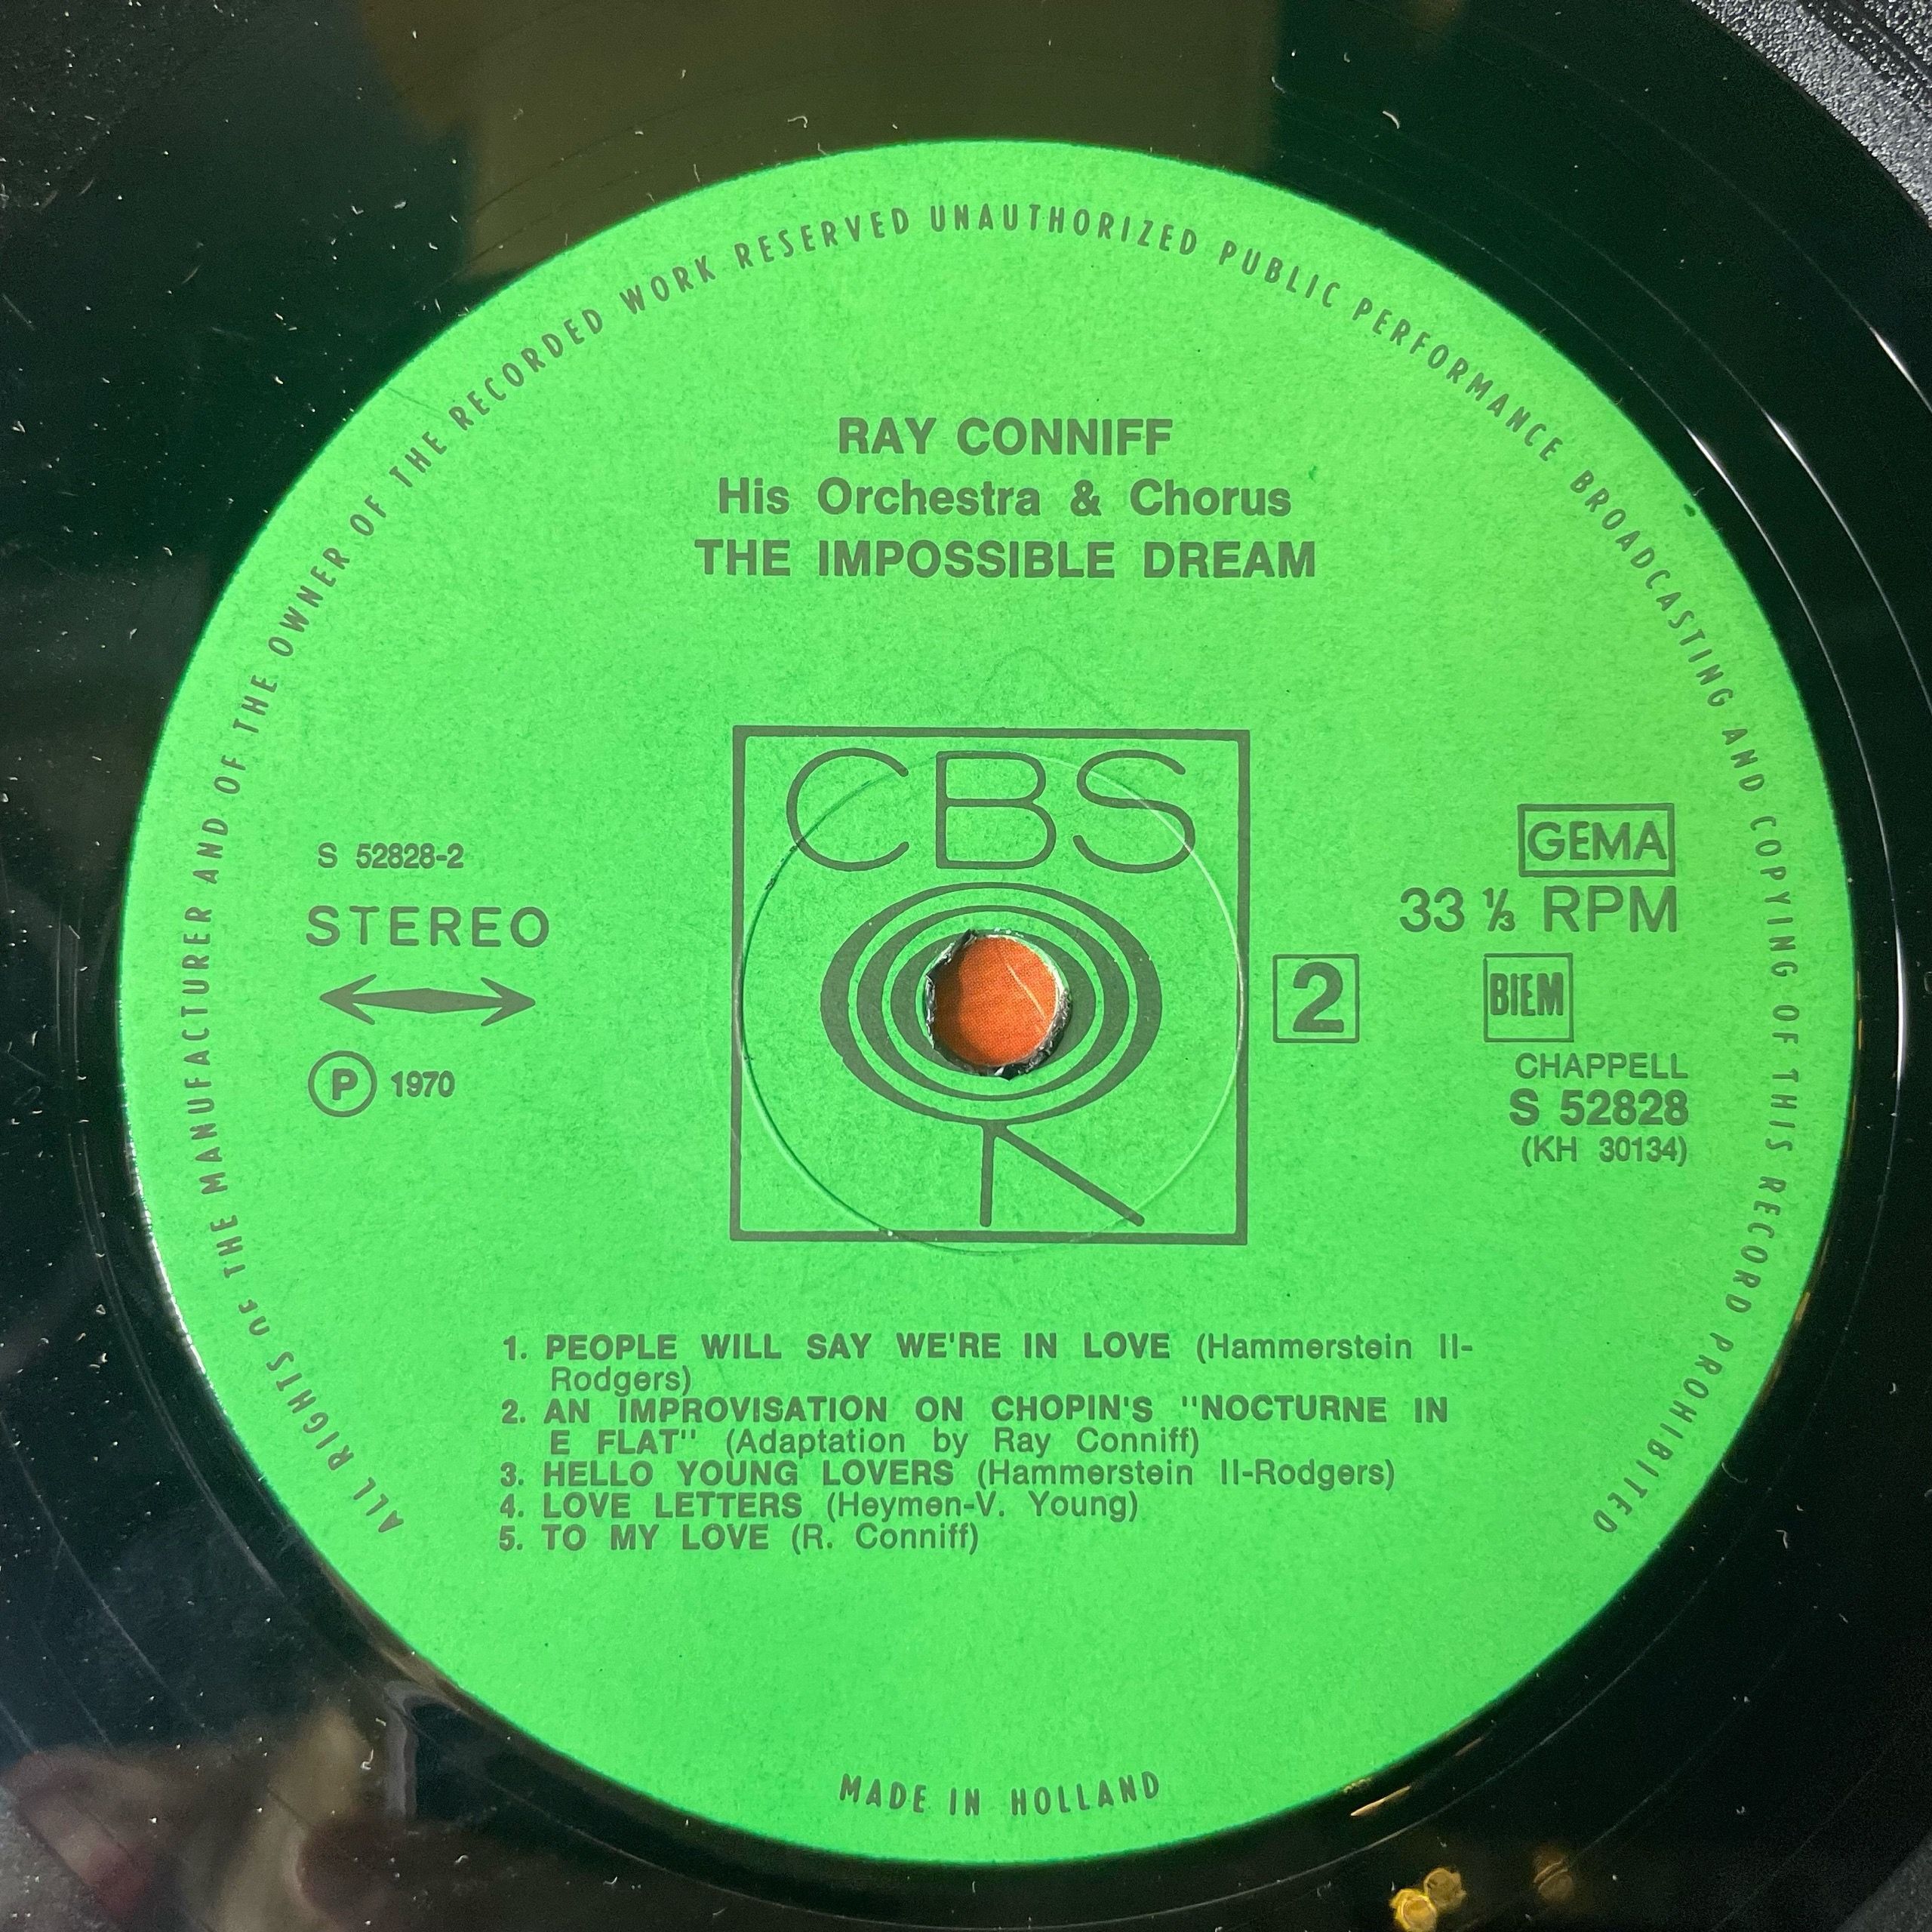 ALL RIGHTS OF THE MANUFACTURER AND OF THE OWNER OF THE RECORDED WORK RESERVED UNAUTHORIZED PUBLIC PERFORMANCE BROADCASTING AND COPYING OF THIS RECORD PROHIBITED
RAY CONNIFF
His Orchestra & Chorus
THE IMPOSSIBLE DREAM
CBS
S 52828-2
STEREO
Ⓟ 1970
2
GEMA
33 ⅓ RPM
BIEM
CHAPPELL
S 52828
(KH 30134)
1. PEOPLE WILL SAY WE'RE IN LOVE (Hammerstein II-
Rodgers)
2. AN IMPROVISATION ON CHOPIN'S "NOCTURNE IN
E FLAT" (Adaptation by Ray Conniff)
3. HELLO YOUNG LOVERS (Hammerstein II-Rodgers)
4. LOVE LETTERS (Heymen-V. Young)
5. TO MY LOVE (R. Conniff)
MADE IN HOLLAND